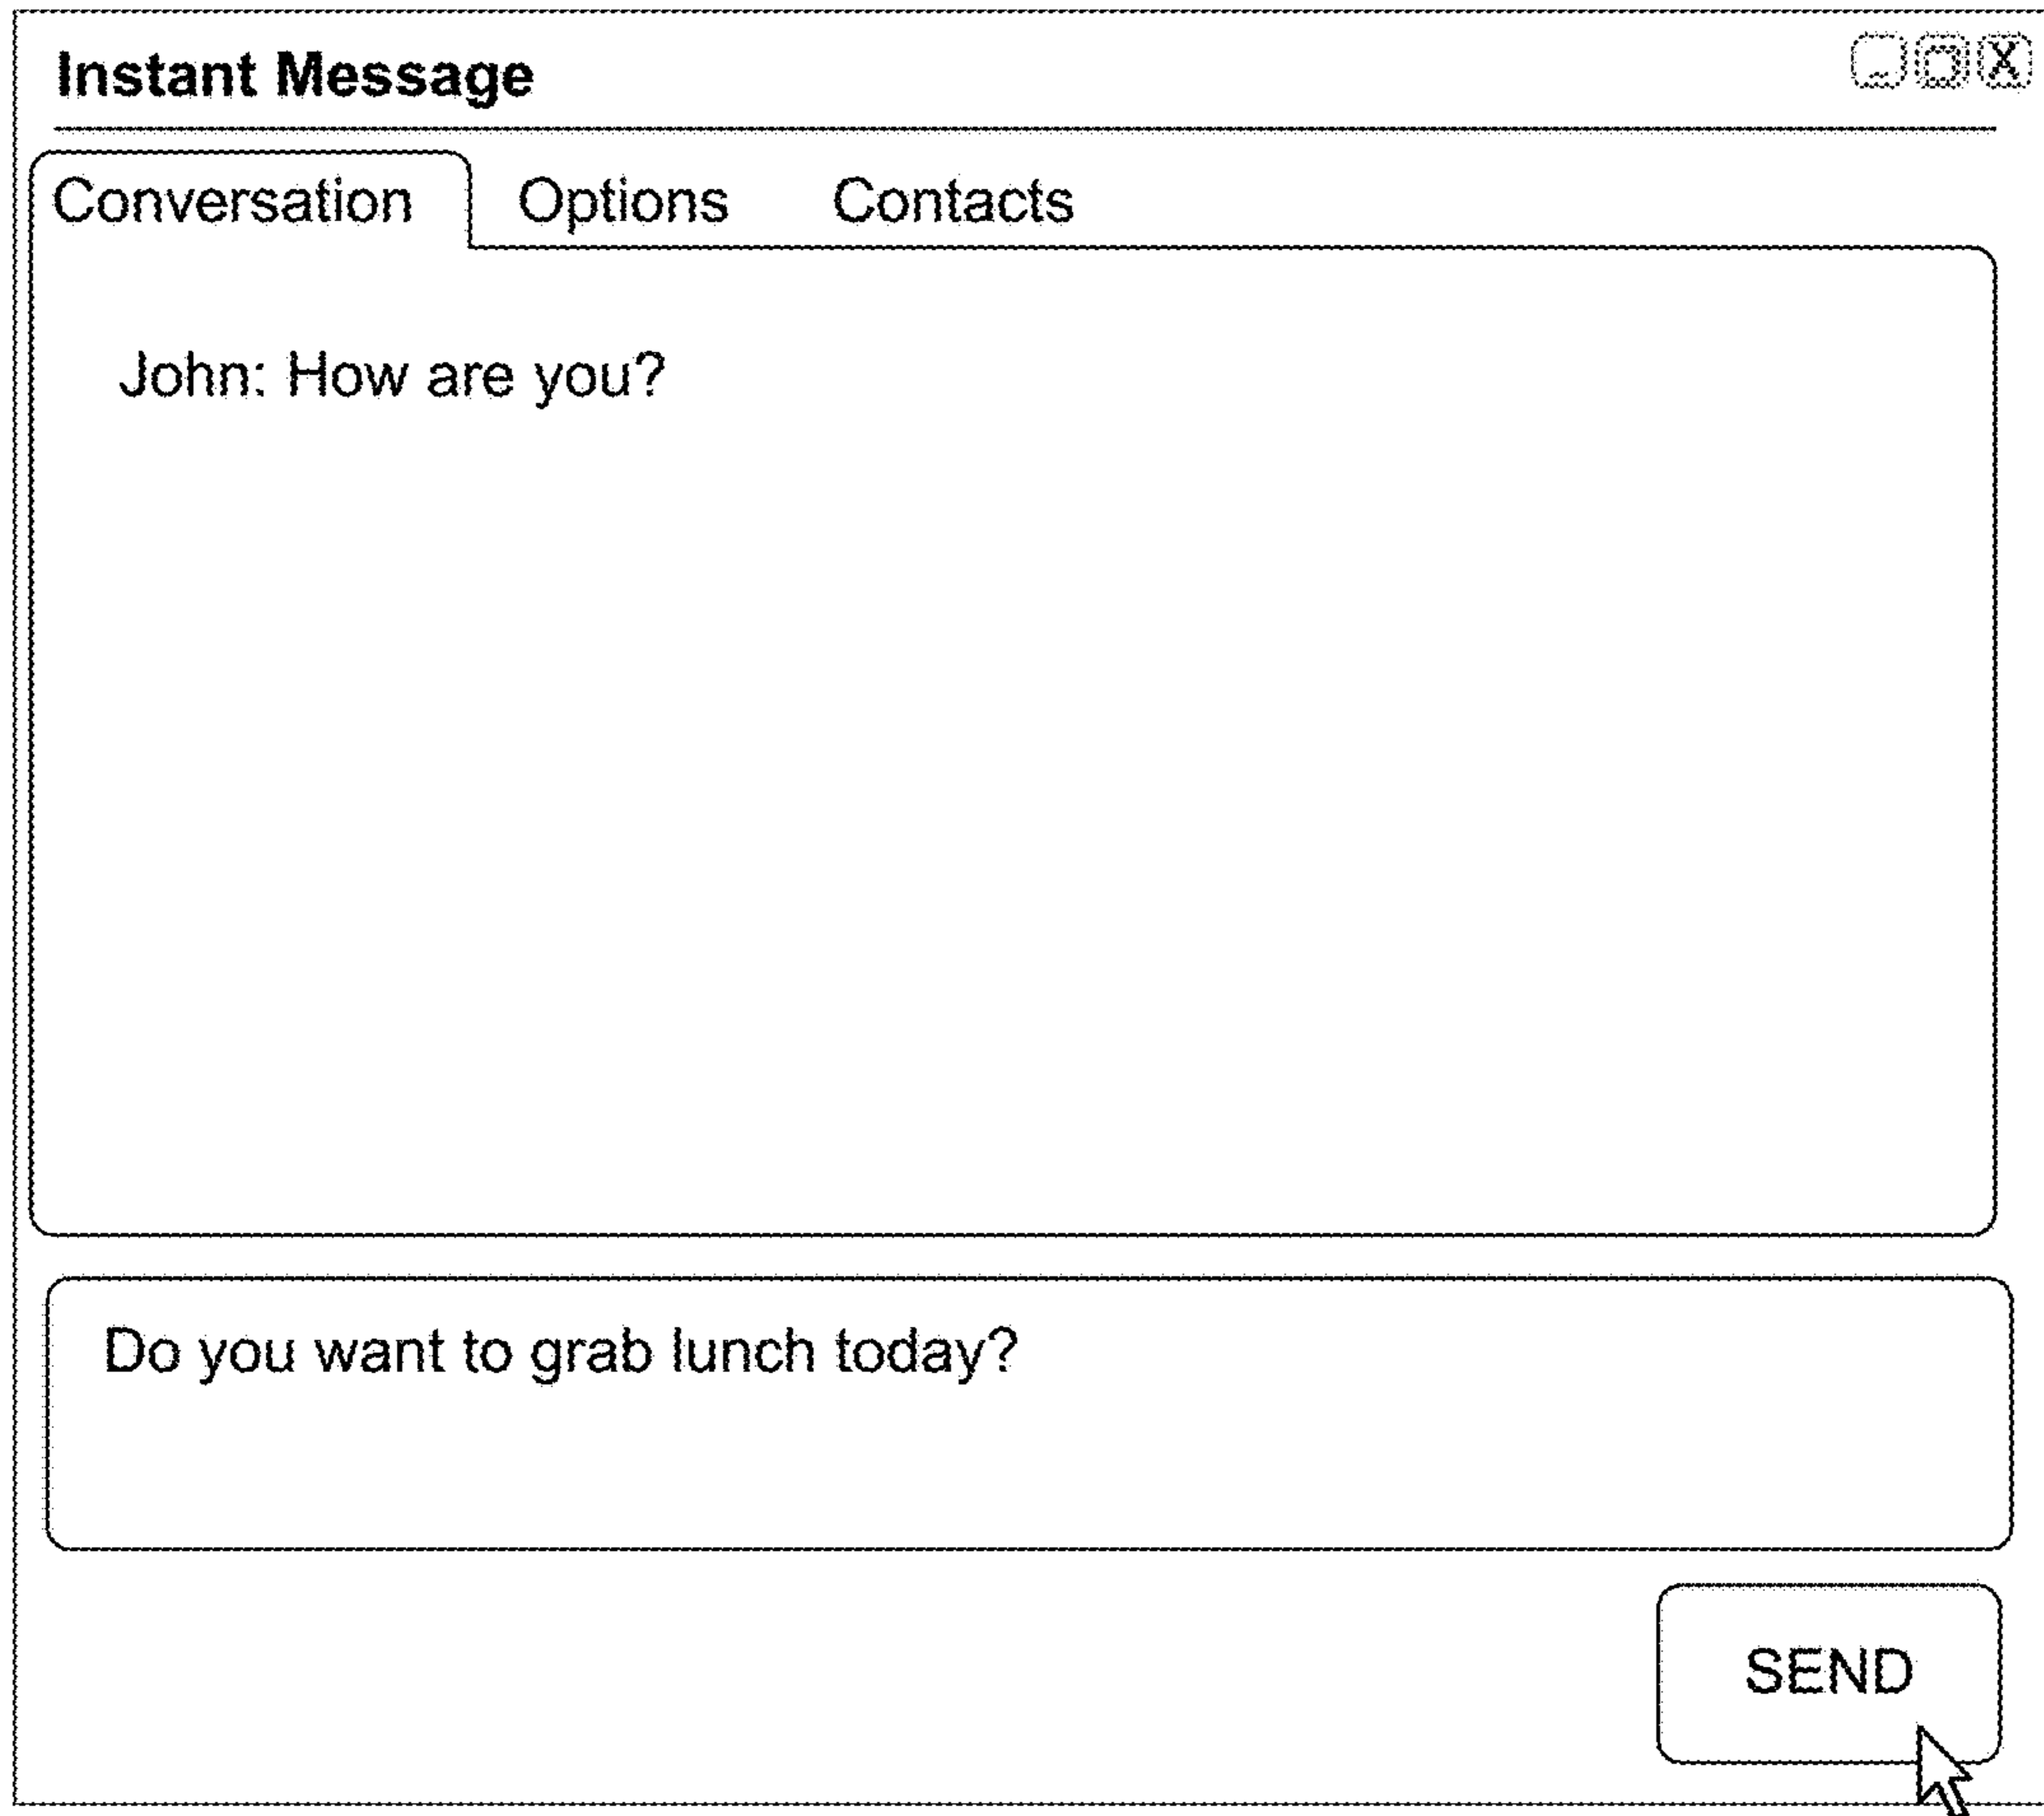 Instant Message
Conversation Options Contacts
John: How are you?
Do you want to grab lunch today?
SEND